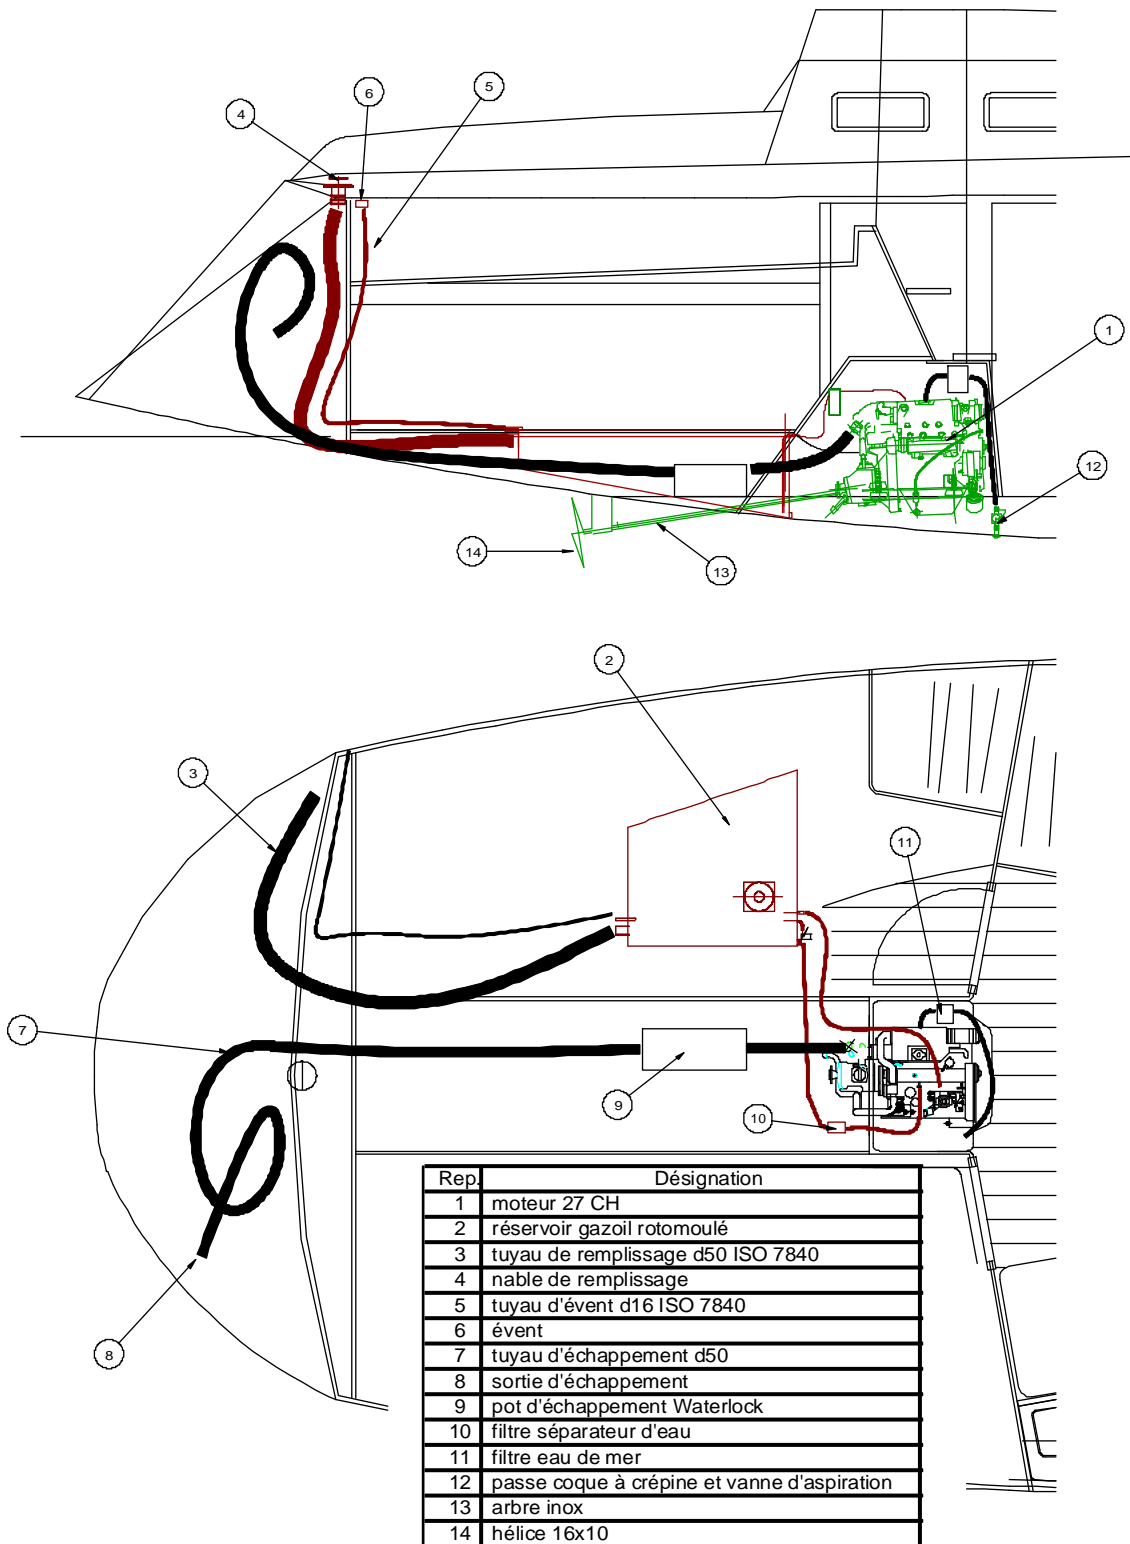 4
6
5
1
12
14
13
2
3
11
7
9
10
8
Rep. Désignation
1 moteur 27 CH
2 réservoir gazoil rotomoulé
3 tuyau de remplissage d50 ISO 7840
4 nable de remplissage
5 tuyau d'évent d16 ISO 7840
6 évent
7 tuyau d'échappement d50
8 sortie d'échappement
9 pot d'échappement Waterlock
10 filtre séparateur d'eau
11 filtre eau de mer
12 passe coque à crépine et vanne d'aspiration
13 arbre inox
14 hélice 16x10